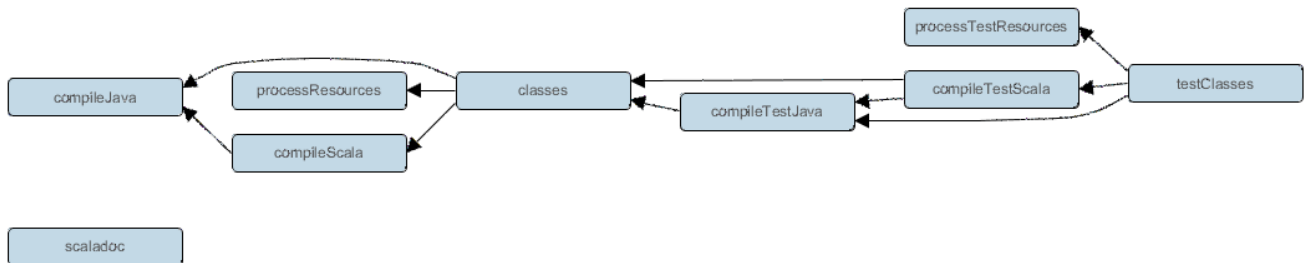 processTestResources
compileJava
processResources
classes
compileTestScala
testClasses
compileTestJava
compileScala
scaladoc